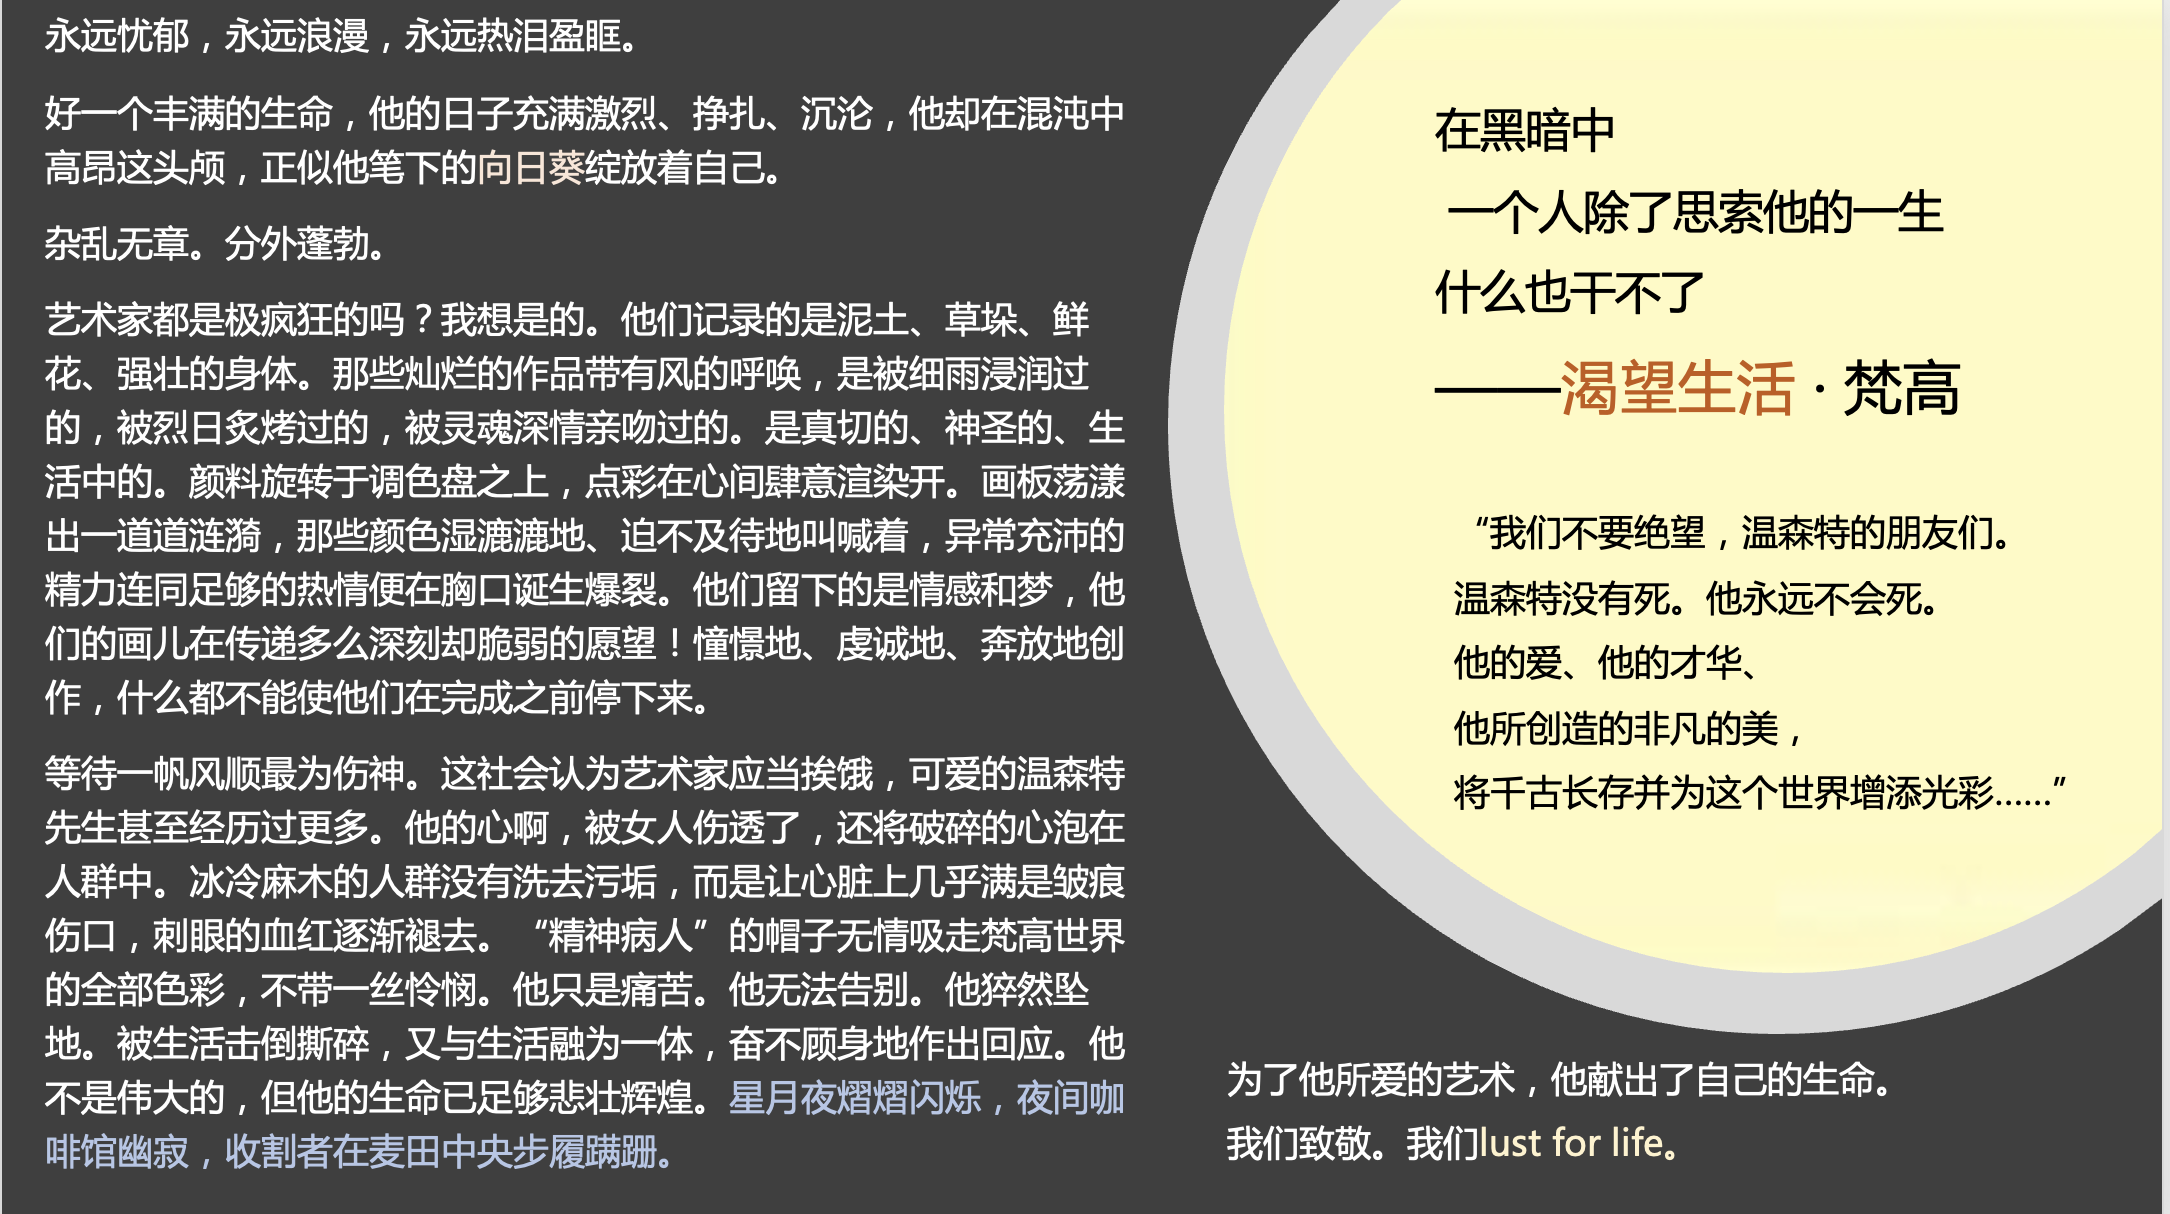 永远忧郁，永远浪漫，永远热泪盈眶。
好一个丰满的生命，他的日子充满激烈、挣扎、沉沦，他却在混沌中
高昂这头颅，正似他笔下的向日葵绽放着自己。
杂乱无章。分外蓬勃。
艺术家都是极疯狂的吗？我想是的。他们记录的是泥土、草垛、鲜
花、强壮的身体。那些灿烂的作品带有风的呼唤，是被细雨浸润过
的，被烈日炙烤过的，被灵魂深情亲吻过的。是真切的、神圣的、生
活中的。颜料旋转于调色盘之上，点彩在心间肆意渲染开。画板荡漾
出一道道涟漪，那些颜色湿漉漉地、迫不及待地叫喊着，异常充沛的
精力连同足够的热情便在胸口诞生爆裂。他们留下的是情感和梦，他
们的画儿在传递多么深刻却脆弱的愿望！憧憬地、虔诚地、奔放地创
作，什么都不能使他们在完成之前停下来。
等待一帆风顺最为伤神。这社会认为艺术家应当挨饿，可爱的温森特
先生甚至经历过更多。他的心啊，被女人伤透了，还将破碎的心泡在
人群中。冰冷麻木的人群没有洗去污垢，而是让心脏上几乎满是皱痕
伤口，刺眼的血红逐渐褪去。“精神病人”的帽子无情吸走梵高世界
的全部色彩，不带一丝怜悯。他只是痛苦。他无法告别。他猝然坠
地。被生活击倒撕碎，又与生活融为一体，奋不顾身地作出回应。他
不是伟大的，但他的生命已足够悲壮辉煌。星月夜熠熠闪烁，夜间咖
啡馆幽寂，收割者在麦田中央步履蹒跚。
在黑暗中
一个人除了思索他的一生
什么也干不了
——渴望生活·梵高
“我们不要绝望，温森特的朋友们。
温森特没有死。他永远不会死。
他的爱、他的才华、
他所创造的非凡的美，
将千古长存并为这个世界增添光彩……”
为了他所爱的艺术，他献出了自己的生命。
我们致敬。我们lust for life。